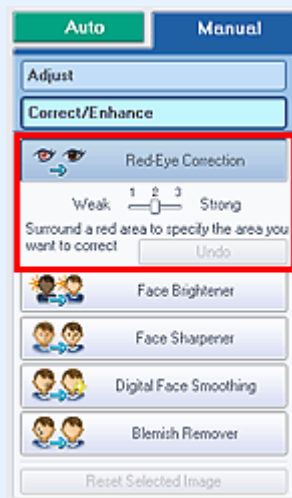 Auto Manual
Adjust
Correct/Enhance
Red-Eye Correction
1 2 3
Weak Strong
Surround a red area to specify the area you
want to correct Undo
Face Brightener
Face Sharpener
Digital Face Smoothing
Blemish Remover
Reset Selected Image